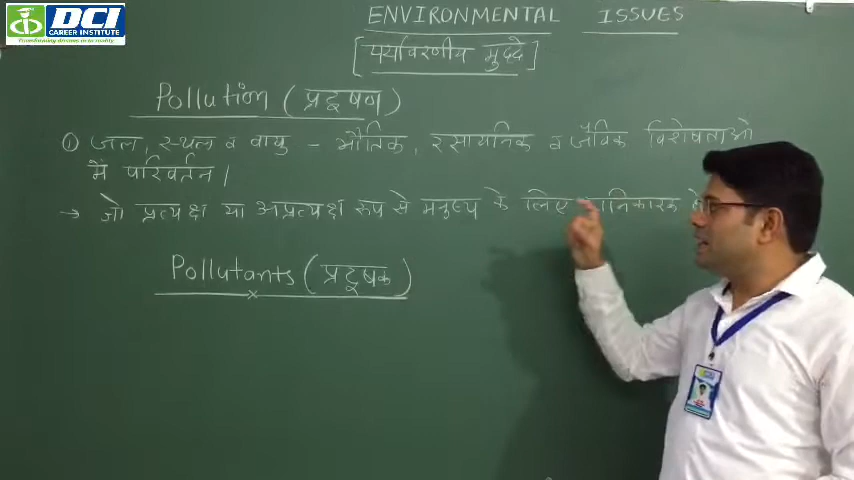 DCI
CAREER INSTITUTE
ENVIRONMENTAL ISSUES
[पर्यावरणीय मुद्दे]
Pollution (प्रदूषण)
① जल, स्थल व वायु - भौतिक, रसायनिक व जैविक विशेषताओं
में परिवर्तन।
→ जो प्रत्यक्ष या अप्रत्यक्ष रूप से मनुष्य के लिए हानिकारक
Pollutants (प्रदूषक)